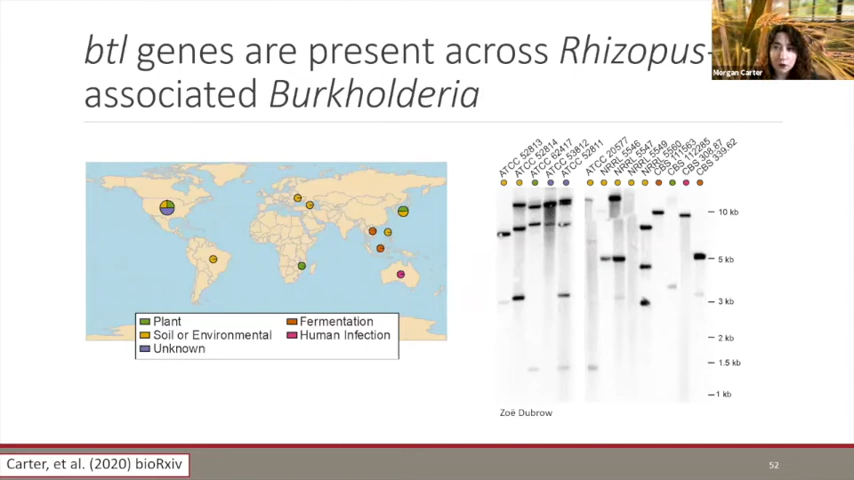 btl genes are present across Rhizopus-
associated Burkholderia
Morgan Carter
ATCC 52813
ATCC 52814
ATCC 62417
ATCC 53812
ATCC 52811
ATCC 20577
NRRL 5546
NRRL 5547
NRRL 5549
NRRL 5560
CBS 111563
CBS 112285
CBS 308.87
CBS 339.62
10 kb
5 kb
3 kb
2 kb
1.5 kb
1 kb
Plant
Fermentation
Soil or Environmental
Human Infection
Unknown
Zoë Dubrow
Carter, et al. (2020) bioRxiv
52